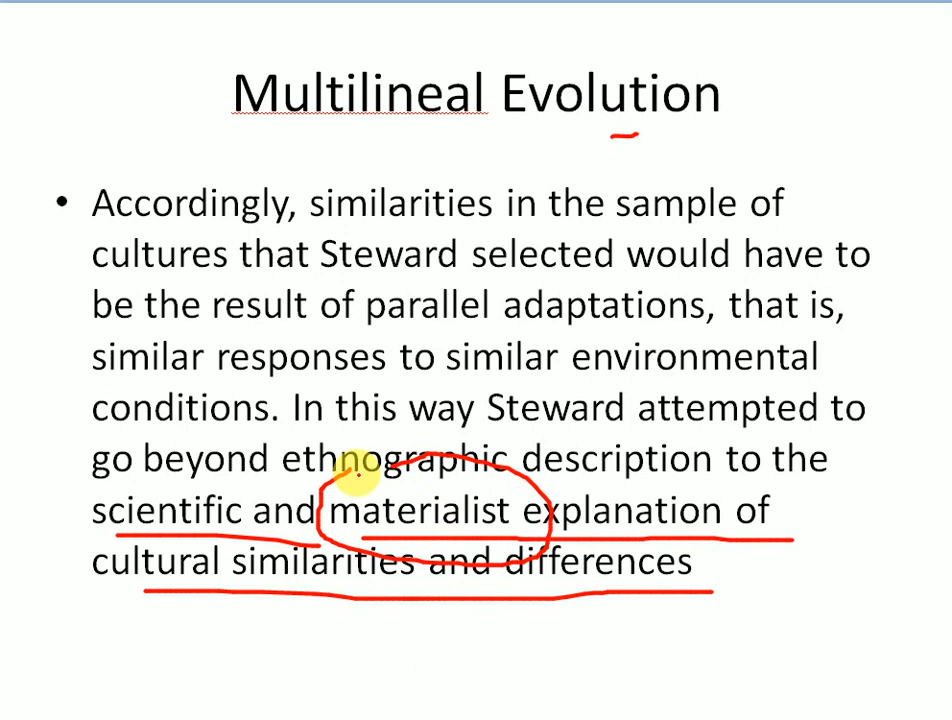 Multilineal Evolution
• Accordingly, similarities in the sample of
cultures that Steward selected would have to
be the result of parallel adaptations, that is,
similar responses to similar environmental
conditions. In this way Steward attempted to
go beyond ethnographic description to the
scientific and materialist explanation of
cultural similarities and differences